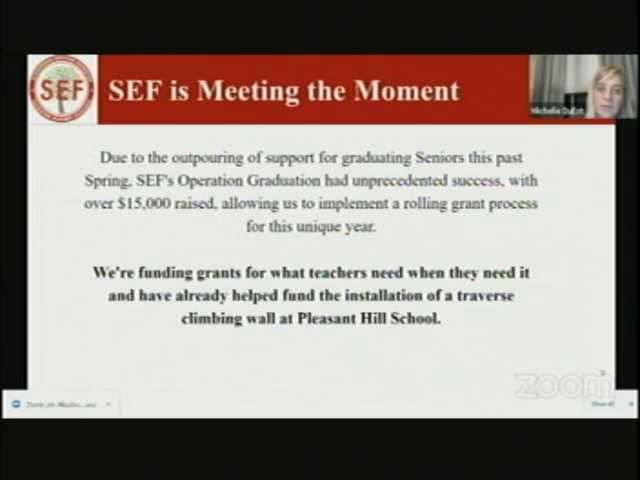 SEF
SEF is Meeting the Moment
Michelle
Due to the outpouring of support for graduating Seniors this past
Spring, SEF's Operation Graduation had unprecedented success, with
over $15,000 raised, allowing us to implement a rolling grant process
for this unique year.
We're funding grants for what teachers need when they need it
and have already helped fund the installation of a traverse
climbing wall at Pleasant Hill School.
zoom
Show all